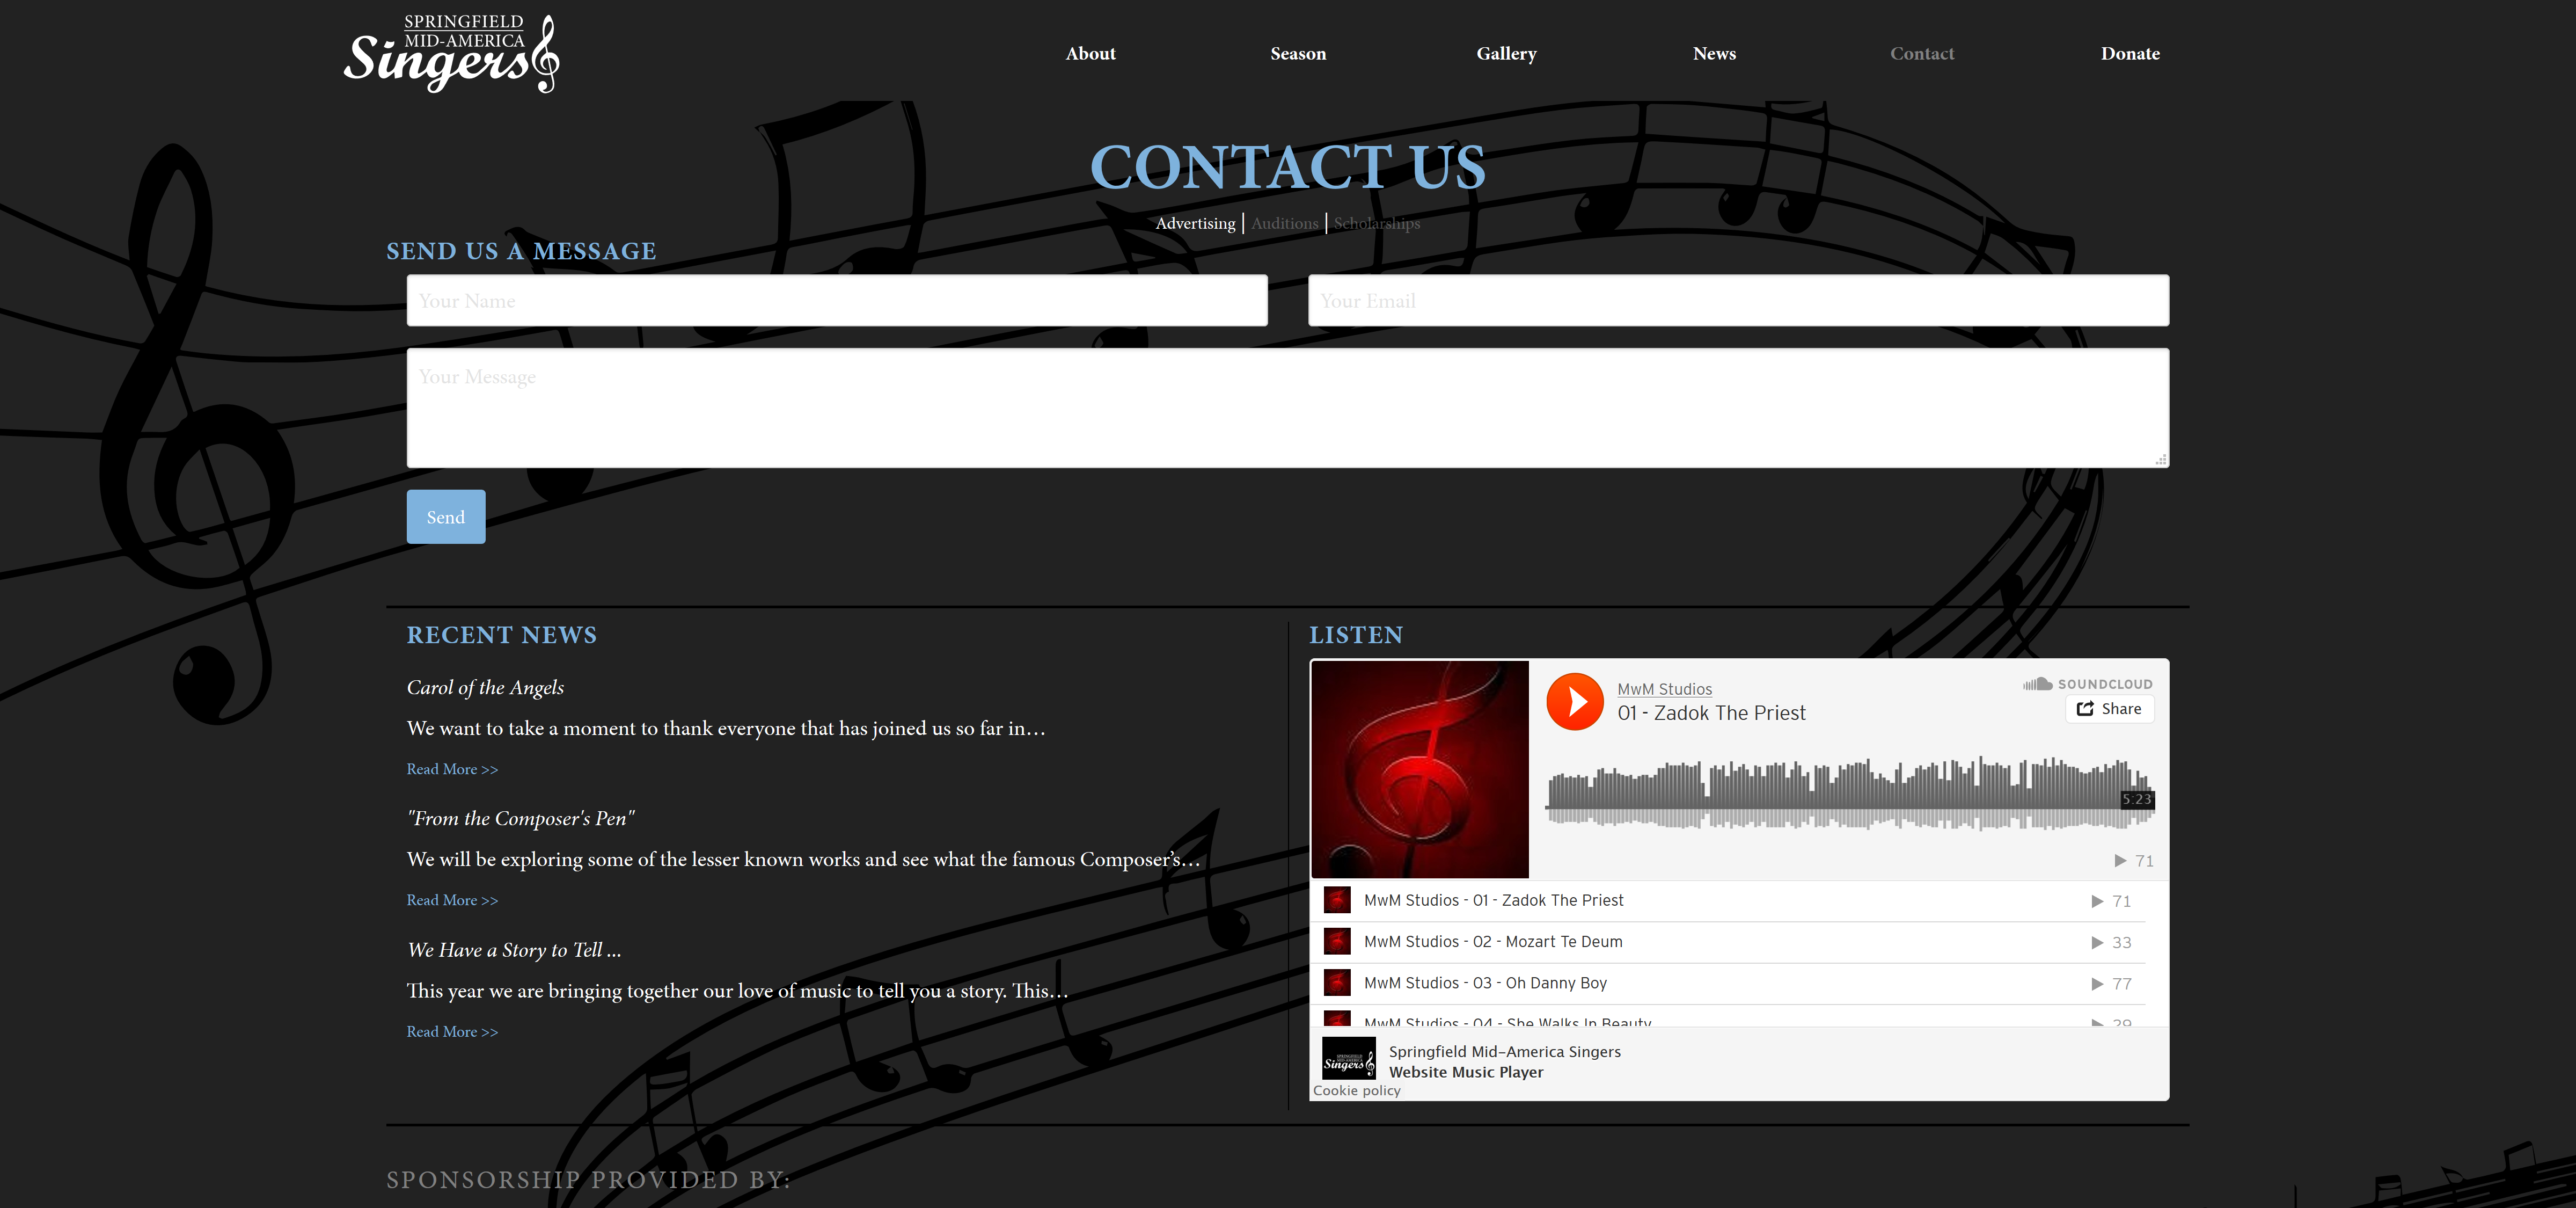 SPRINGFIELD
MID-AMERICA
Singers
About Season Gallery News Contact Donate
CONTACT US
Advertising | Auditions | Scholarships
SEND US A MESSAGE
Your Name
Your Email
Your Message
Send
RECENT NEWS
Carol of the Angels
We want to take a moment to thank everyone that has joined us so far in…
Read More >>
"From the Composer's Pen"
We will be exploring some of the lesser known works and see what the famous Composer’s…
Read More >>
We Have a Story to Tell ...
This year we are bringing together our love of music to tell you a story. This…
Read More >>
LISTEN
MwM Studios
01 - Zadok The Priest
SOUNDCLOUD
Share
5:23
71
MwM Studios - 01 - Zadok The Priest 71
MwM Studios - 02 - Mozart Te Deum 33
MwM Studios - 03 - Oh Danny Boy 77
MwM Studios - 04 - She Walks In Beauty 29
SPRINGFIELD
MID-AMERICA
Singers
Springfield Mid-America Singers
Website Music Player
Cookie policy
SPONSORSHIP PROVIDED BY: